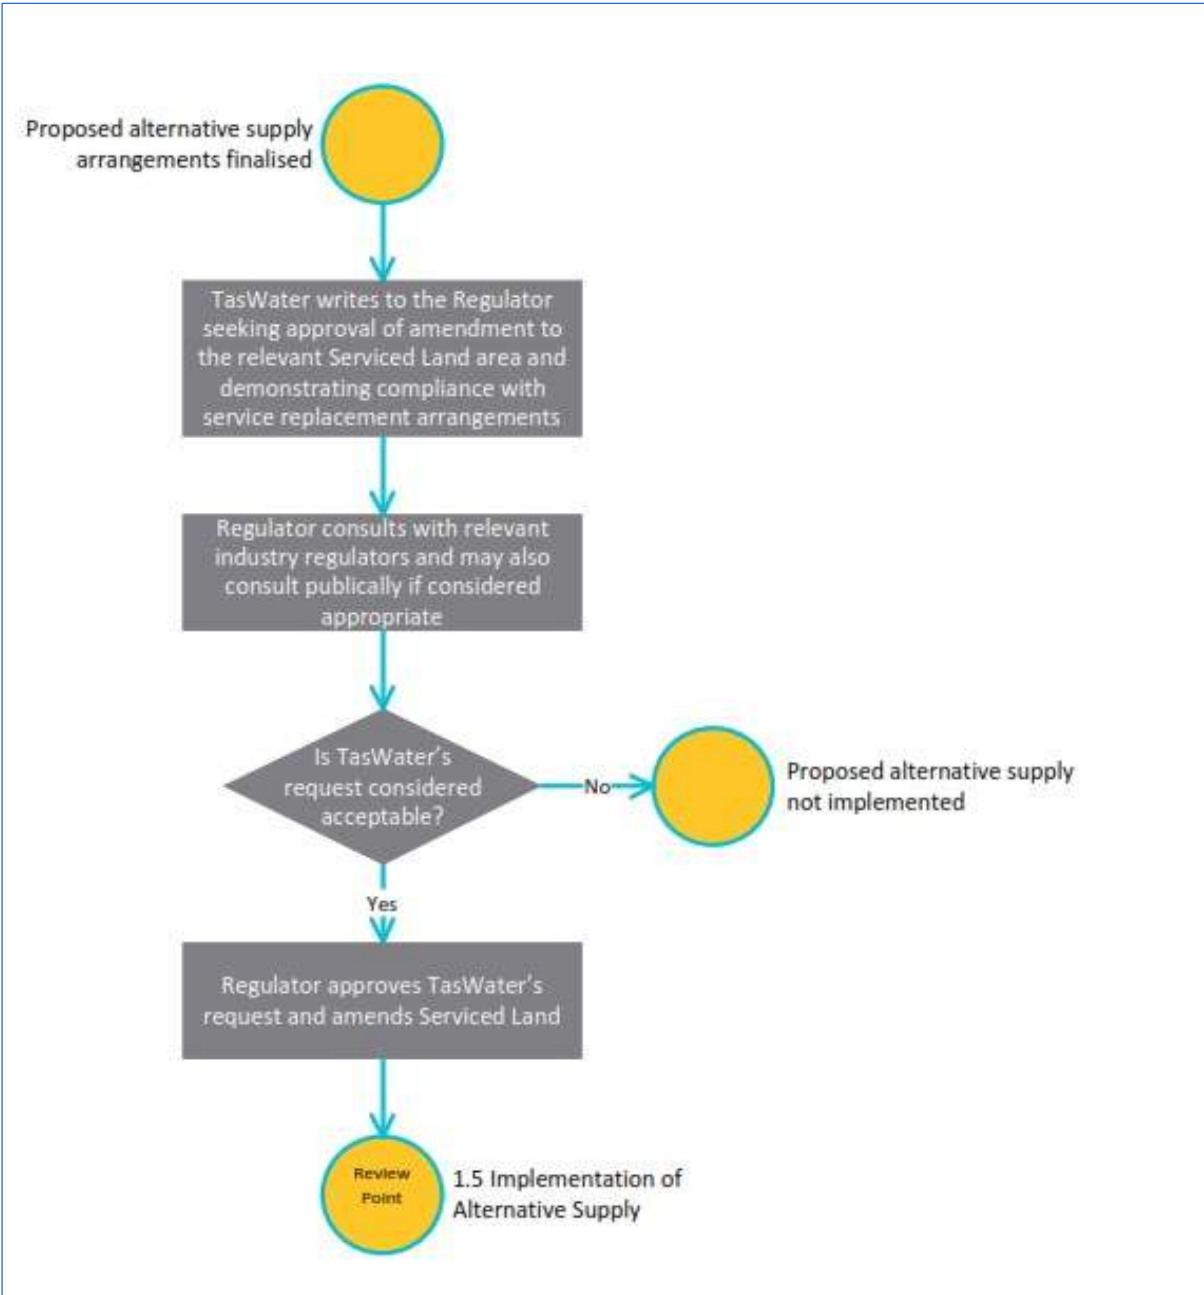 Proposed alternative supply
arrangements finalised
TasWater writes to the Regulator
seeking approval of amendment to
the relevant Serviced Land area and
demonstrating compliance with
service replacement arrangements
Regulator consults with relevant
industry regulators and may also
consult publically if considered
appropriate
Is TasWater’s
request considered
acceptable?
No
Proposed alternative supply
not implemented
Yes
Regulator approves TasWater’s
request and amends Serviced Land
Review
Point
1.5 Implementation of
Alternative Supply